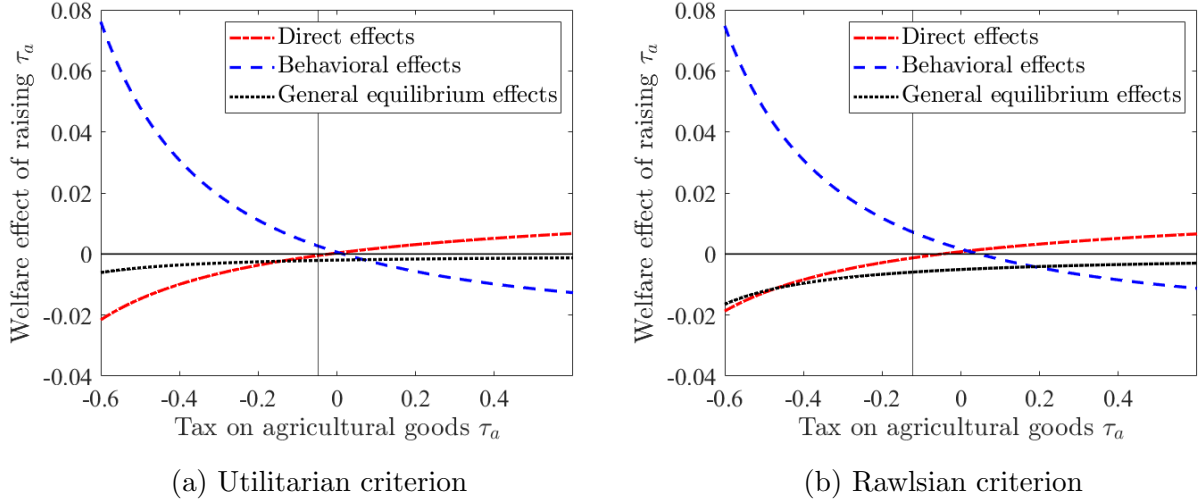 Welfare effect of raising τₐ
0.08
0.06
0.04
0.02
0
-0.02
-0.04
Direct effects
Behavioral effects
General equilibrium effects
-0.6
-0.4
-0.2
0
0.2
0.4
Tax on agricultural goods τₐ
(a) Utilitarian criterion
Welfare effect of raising τₐ
0.08
0.06
0.04
0.02
0
-0.02
-0.04
Direct effects
Behavioral effects
General equilibrium effects
-0.6
-0.4
-0.2
0
0.2
0.4
Tax on agricultural goods τₐ
(b) Rawlsian criterion